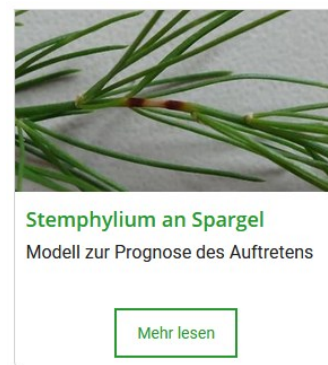 Stemphylium an Spargel
Modell zur Prognose des Auftretens
Mehr lesen